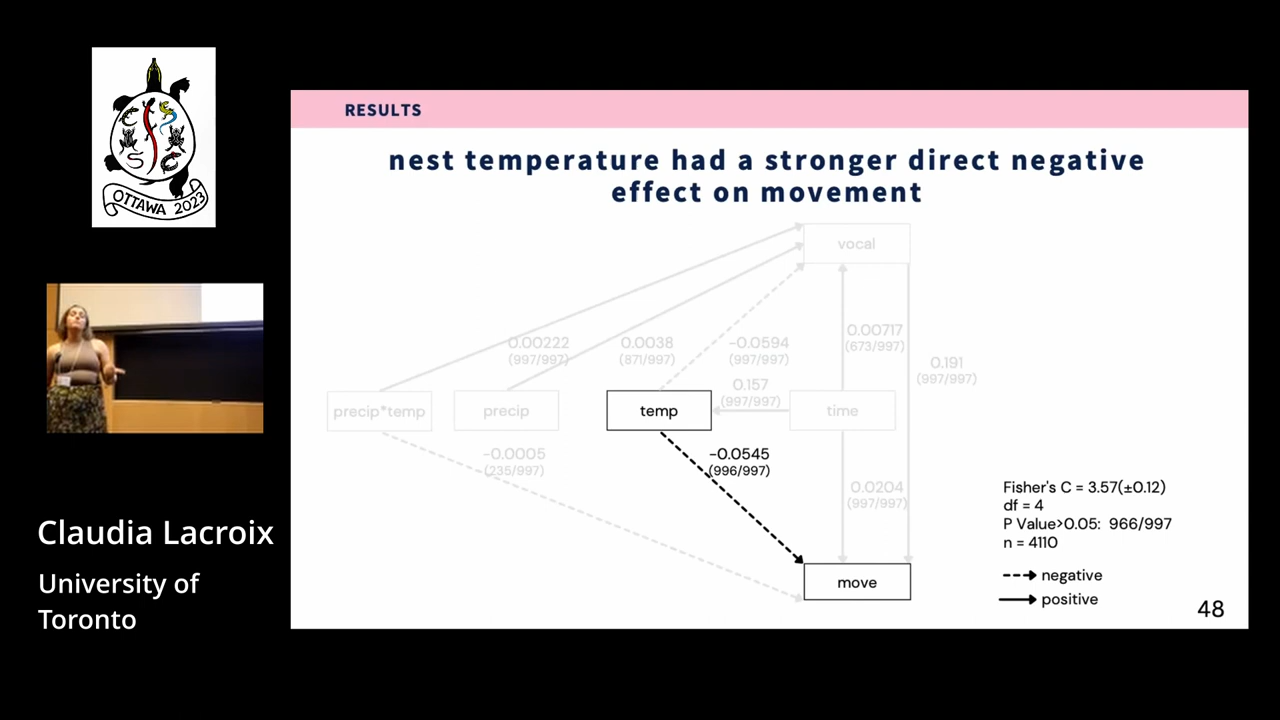 OTTAWA 2023
Claudia Lacroix
University of
Toronto
RESULTS
nest temperature had a stronger direct negative
effect on movement
vocal
0.00222
(997/997)
0.0038
(871/997)
-0.0594
(997/997)
0.00717
(673/997)
0.191
(997/997)
0.157
(997/997)
precip*temp
precip
temp
time
-0.0005
(235/997)
-0.0545
(996/997)
0.0204
(997/997)
move
Fisher's C = 3.57(±0.12)
df = 4
P Value>0.05: 966/997
n = 4110
negative
positive
48